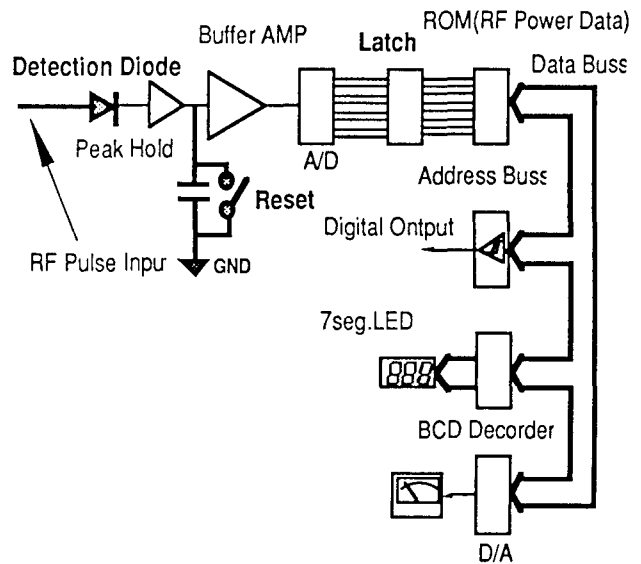 ROM(RF Power Data)
Buffer AMP
Latch
Data Buss
Detection Diode
Peak Hold
A/D
Address Buss
Reset
Digital Ontput
RF Pulse Inpur
GND
7seg.LED
888
BCD Decorder
D/A